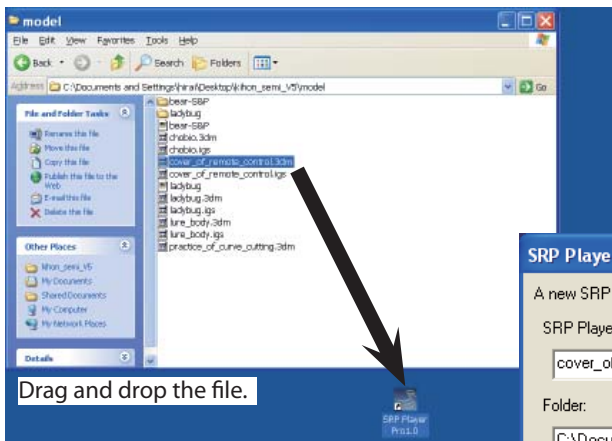 model
File Edit View Favorites Tools Help
Back Search Folders
Address C:\Documents and Settings\hirai\Desktop\kihon_semi_V5\model Go
File and Folder Tasks
Rename this file
Move this file
Copy this file
Publish this file to the
Web
E-mail this file
Delete this file
Other Places
kihon_semi_V5
My Documents
Shared Documents
My Computer
My Network Places
Details
bear-SBP
ladybug
bear-SBP
chobio.3dm
chobio.igs
cover_of_remote_control.3dm
cover_of_remote_control.igs
ladybug
ladybug.3dm
ladybug.igs
lure_body.3dm
lure_body.igs
practice_of_curve_cutting.3dm
Drag and drop the file.
SRP Player
Pro1.0
SRP Playe
A new SRP
SRP Playe
cover_o
Folder:
C:\Docu